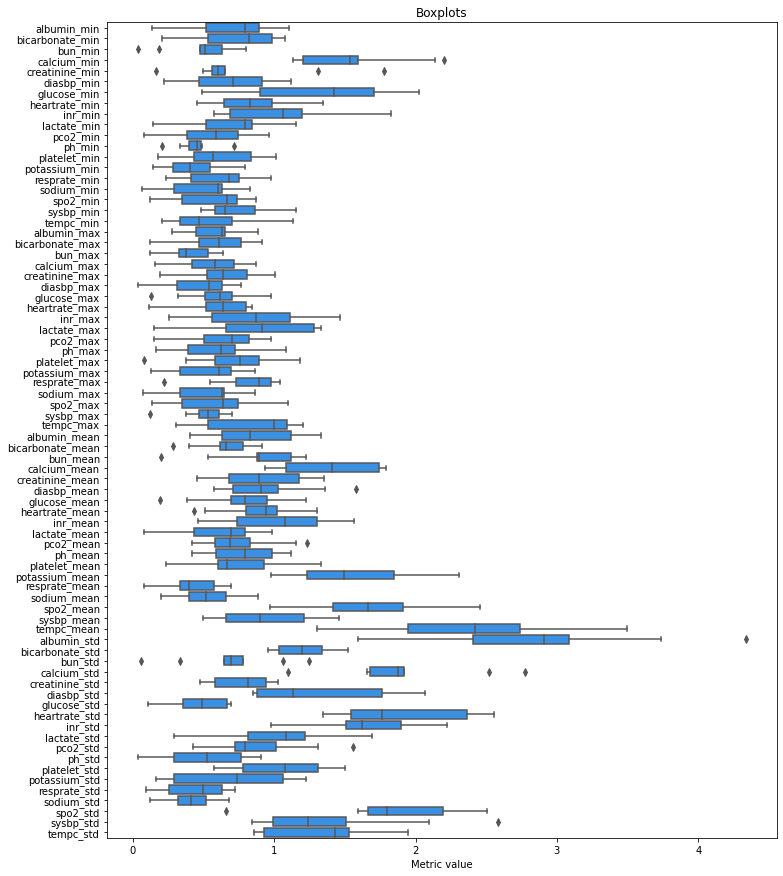 Boxplots
albumin_min
bicarbonate_min
bun_min
calcium_min
creatinine_min
diasbp_min
glucose_min
heartrate_min
inr_min
lactate_min
pco2_min
ph_min
platelet_min
potassium_min
resprate_min
sodium_min
spo2_min
sysbp_min
tempc_min
albumin_max
bicarbonate_max
bun_max
calcium_max
creatinine_max
diasbp_max
glucose_max
heartrate_max
inr_max
lactate_max
pco2_max
ph_max
platelet_max
potassium_max
resprate_max
sodium_max
spo2_max
sysbp_max
tempc_max
albumin_mean
bicarbonate_mean
bun_mean
calcium_mean
creatinine_mean
diasbp_mean
glucose_mean
heartrate_mean
inr_mean
lactate_mean
pco2_mean
ph_mean
platelet_mean
potassium_mean
resprate_mean
sodium_mean
spo2_mean
sysbp_mean
tempc_mean
albumin_std
bicarbonate_std
bun_std
calcium_std
creatinine_std
diasbp_std
glucose_std
heartrate_std
inr_std
lactate_std
pco2_std
ph_std
platelet_std
potassium_std
resprate_std
sodium_std
spo2_std
sysbp_std
tempc_std
0 1 2 3 4
Metric value